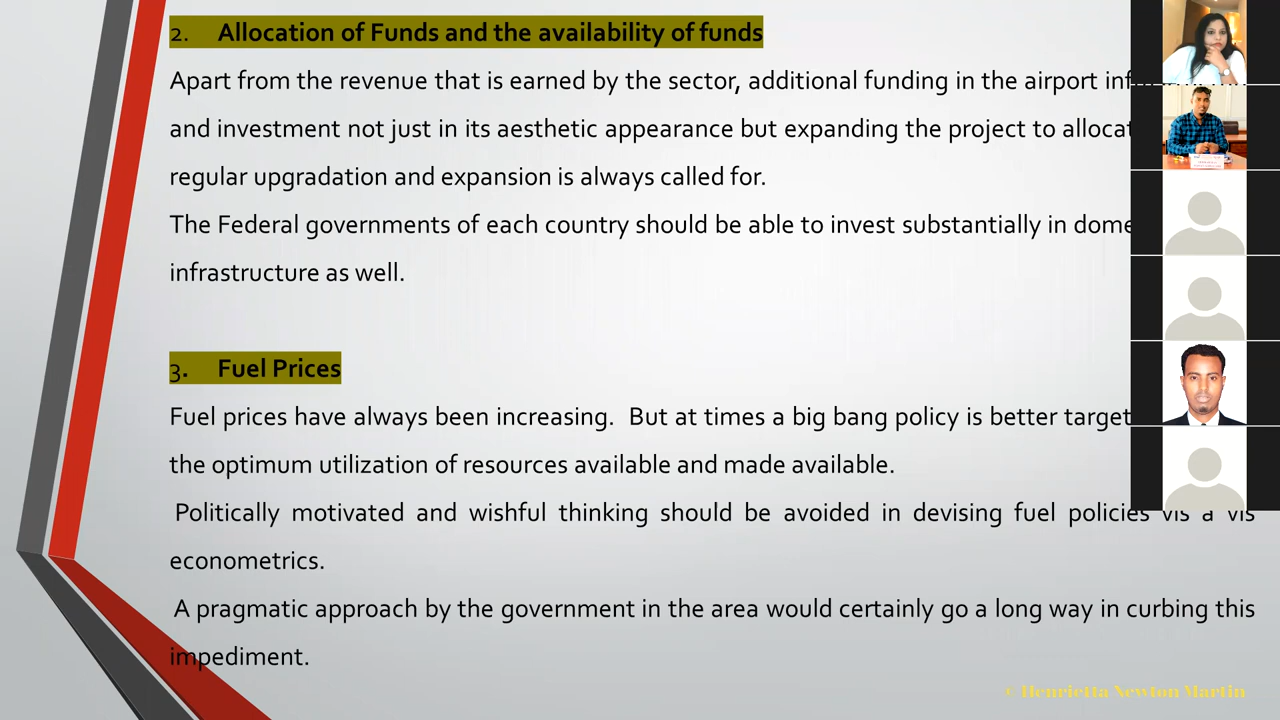 2. Allocation of Funds and the availability of funds
Apart from the revenue that is earned by the sector, additional funding in the airport
and investment not just in its aesthetic appearance but expanding the project to
regular upgradation and expansion is always called for.
The Federal governments of each country should be able to invest substantially in
infrastructure as well.
3. Fuel Prices
Fuel prices have always been increasing. But at times a big bang policy is better
the optimum utilization of resources available and made available.
Politically motivated and wishful thinking should be avoided in devising fuel policies vis a vis
econometrics.
A pragmatic approach by the government in the area would certainly go a long way in curbing this
impediment.
© Henrietta Newton Martin